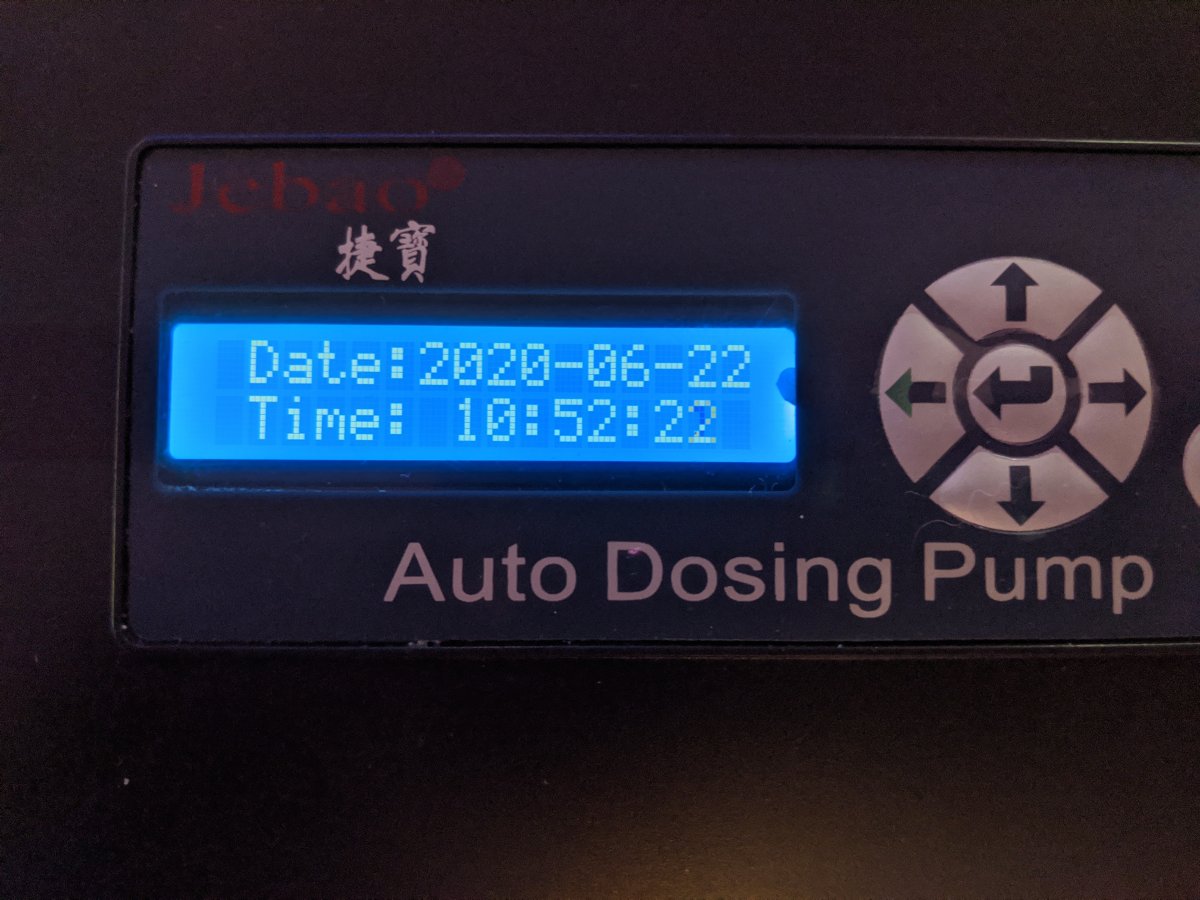 Jebao
捷寶
Date:2020-06-22
Time: 10:52:22
Auto Dosing Pump